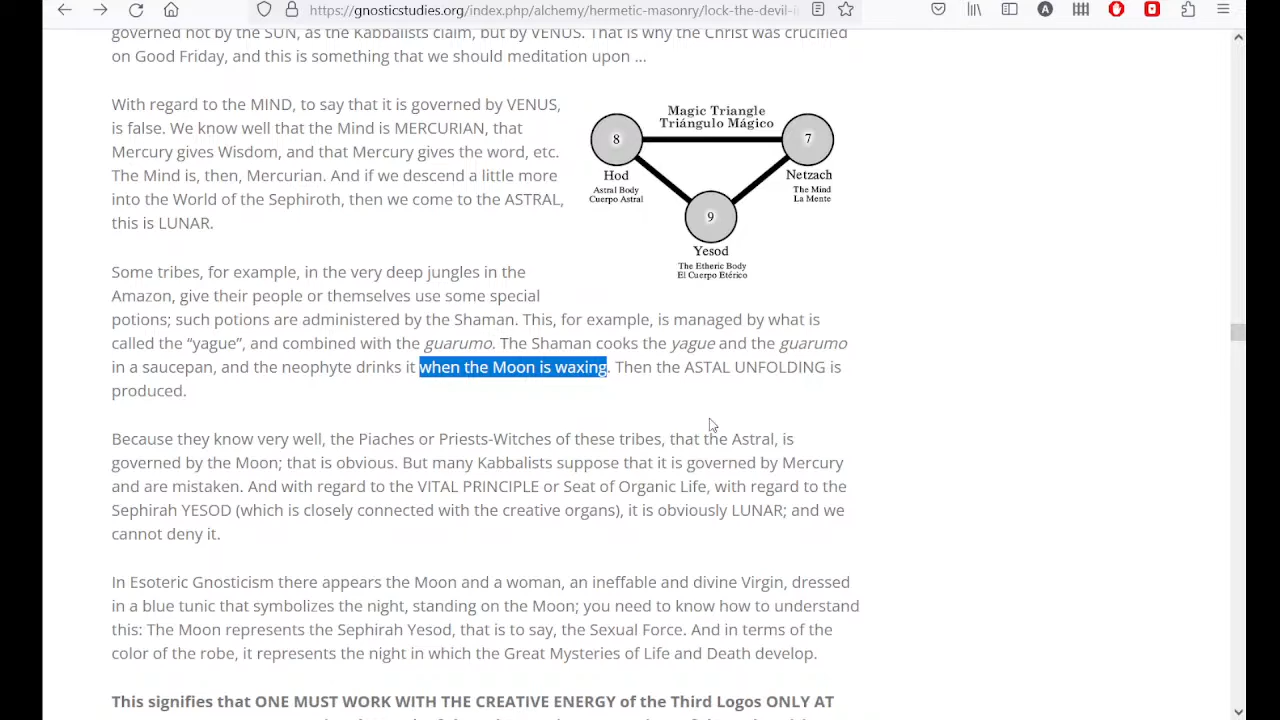 https://gnosticstudies.org/index.php/alchemy/hermetic-masonry/lock-the-devil-i
governed not by the SUN, as the Kabbalists claim, but by VENUS. That is why the Christ was crucified
on Good Friday, and this is something that we should meditation upon ...
With regard to the MIND, to say that it is governed by VENUS,
is false. We know well that the Mind is MERCURIAN, that
Mercury gives Wisdom, and that Mercury gives the word, etc.
The Mind is, then, Mercurian. And if we descend a little more
into the World of the Sephiroth, then we come to the ASTRAL,
this is LUNAR.
Magic Triangle
Triángulo Mágico
8
7
Hod
Astral Body
Cuerpo Astral
Netzach
The Mind
La Mente
9
Yesod
The Etheric Body
El Cuerpo Etérico
Some tribes, for example, in the very deep jungles in the
Amazon, give their people or themselves use some special
potions; such potions are administered by the Shaman. This, for example, is managed by what is
called the “yague”, and combined with the guarumo. The Shaman cooks the yague and the guarumo
in a saucepan, and the neophyte drinks it when the Moon is waxing. Then the ASTAL UNFOLDING is
produced.
Because they know very well, the Piaches or Priests-Witches of these tribes, that the Astral, is
governed by the Moon; that is obvious. But many Kabbalists suppose that it is governed by Mercury
and are mistaken. And with regard to the VITAL PRINCIPLE or Seat of Organic Life, with regard to the
Sephirah YESOD (which is closely connected with the creative organs), it is obviously LUNAR; and we
cannot deny it.
In Esoteric Gnosticism there appears the Moon and a woman, an ineffable and divine Virgin, dressed
in a blue tunic that symbolizes the night, standing on the Moon; you need to know how to understand
this: The Moon represents the Sephirah Yesod, that is to say, the Sexual Force. And in terms of the
color of the robe, it represents the night in which the Great Mysteries of Life and Death develop.
This signifies that ONE MUST WORK WITH THE CREATIVE ENERGY of the Third Logos ONLY AT